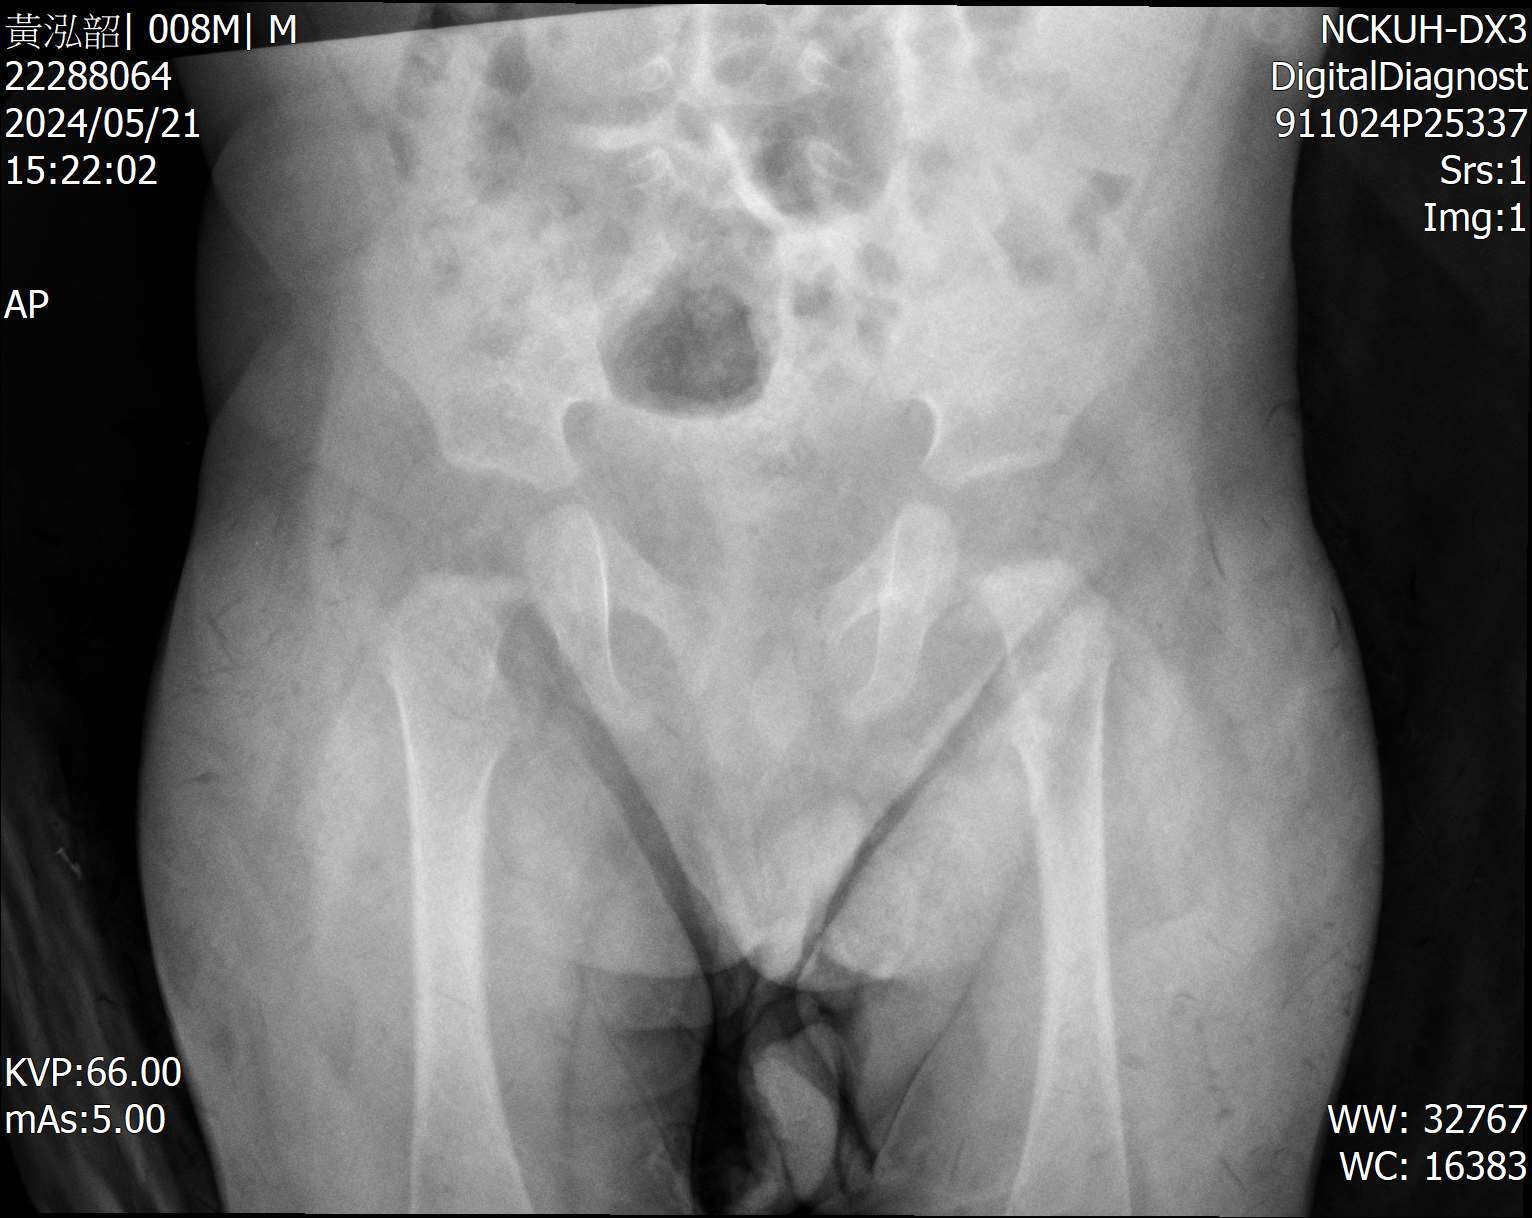 黃泓韶| 008M| M
22288064
2024/05/21
15:22:02
AP
KVP:66.00
mAs:5.00
NCKUH-DX3
DigitalDiagnost
911024P25337
Srs:1
Img:1
WW: 32767
WC: 16383